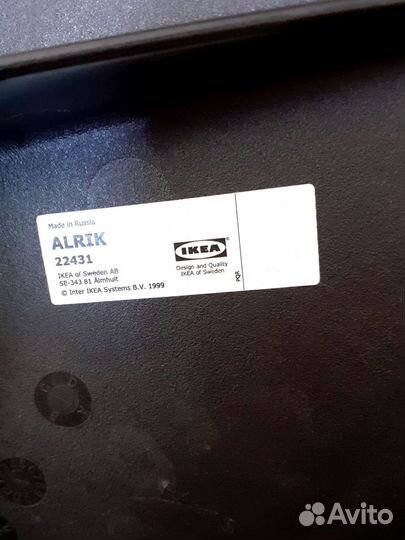 Made in Russia
ALRIK
22431
IKEA of Sweden AB
SE-343 81 Älmhult
© Inter IKEA Systems B.V. 1999
IKEA
Design and Quality
IKEA of Sweden
PQR
Avito